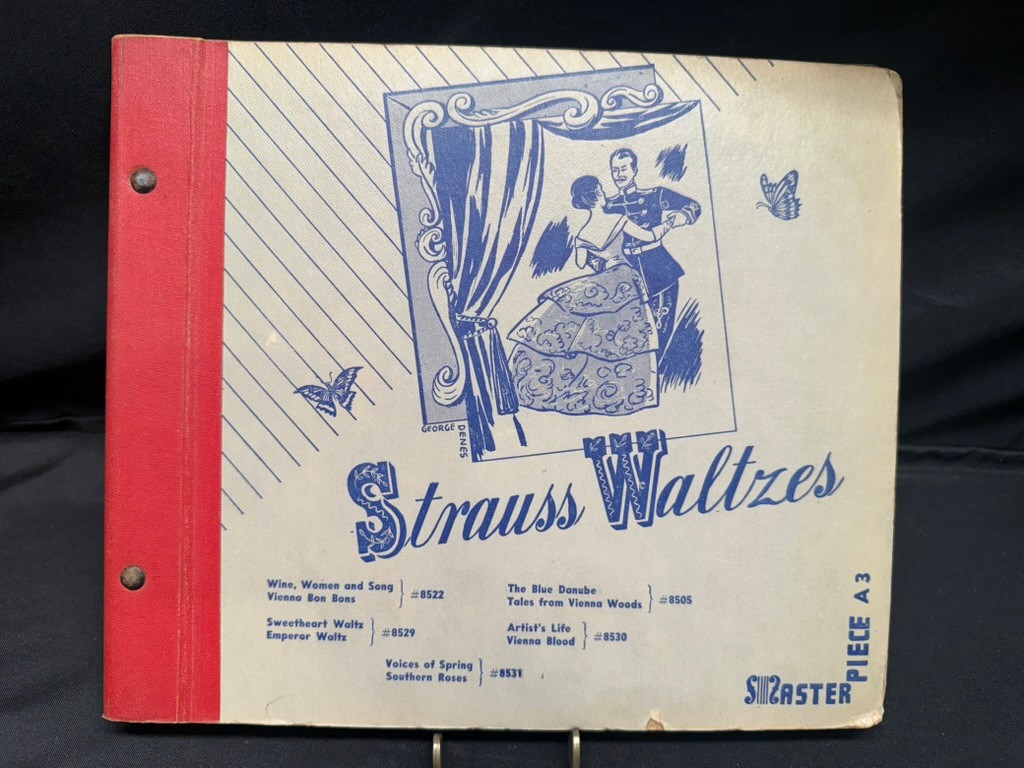 GEORGE DENES
Strauss Waltzes
Wine, Women and Song
Vienna Bon Bons
#8522
The Blue Danube
Tales from Vienna Woods
#8505
Sweetheart Waltz
Emperor Waltz
#8529
Artist's Life
Vienna Blood
#8530
Voices of Spring
Southern Roses
#8531
MASTER
PIECE A3